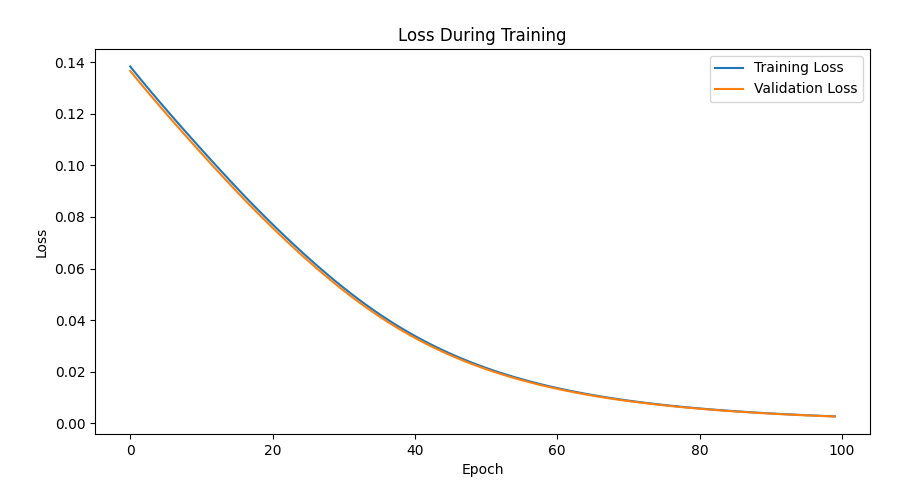 Loss During Training
Training Loss
Validation Loss
0.14
0.12
0.10
0.08
0.06
0.04
0.02
0.00
Loss
0 20 40 60 80 100
Epoch